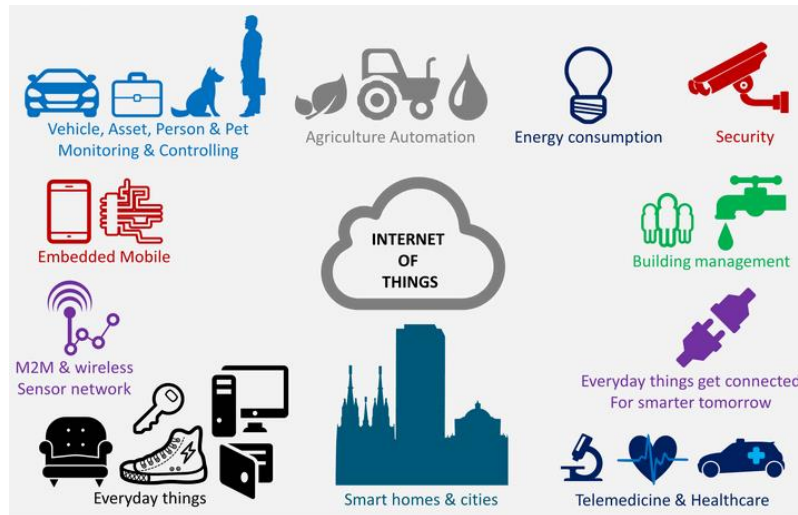 Vehicle, Asset, Person & Pet
Monitoring & Controlling
Agriculture Automation
Energy consumption
Security
Embedded Mobile
INTERNET
OF
THINGS
Building management
M2M & wireless
Sensor network
Everyday things get connected
For smarter tomorrow
Everyday things
Smart homes & cities
Telemedicine & Healthcare